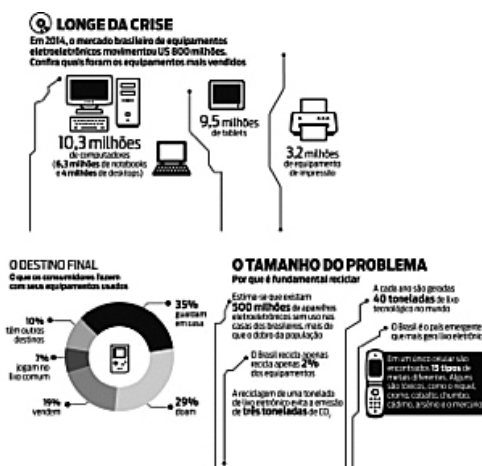 LONGE DA CRISE
Em 2014, o mercado brasileiro de equipamentos
eletroeletrônicos movimentou US 800 milhões.
Confira quais foram os equipamentos mais vendidos
10,3 milhões
de computadores
(6,3 milhões de notebooks
e 4 milhões de desktops)
9,5 milhões
de tablets
3,2 milhões
de equipamento
de impressão
O DESTINO FINAL
O que os consumidores fazem
com seus equipamentos usados
35%
guardam
em casa
29%
doam
19%
vendem
7%
jogam no
lixo comum
10%
têm outros
destinos
O TAMANHO DO PROBLEMA
Por que é fundamental reciclar
Estima-se que existam
500 milhões de aparelhos
eletroeletrônicos sem uso nas
casas dos brasileiros, mais do
que o dobro da população
O Brasil recicla apenas
recicla apenas 2%
dos equipamentos
A reciclagem de uma tonelada
de lixo eletrônico evita a emissão
de três toneladas de CO₂
A cada ano são geradas
40 toneladas de lixo
tecnológico no mundo
O Brasil é o país emergente
que mais gera lixo eletrônico
Em um único celular são
encontrados 15 tipos de
metais diferentes. Alguns
são tóxicos, como o níquel,
cromo, cobalto, chumbo,
cádmio, arsênio e o mercúrio